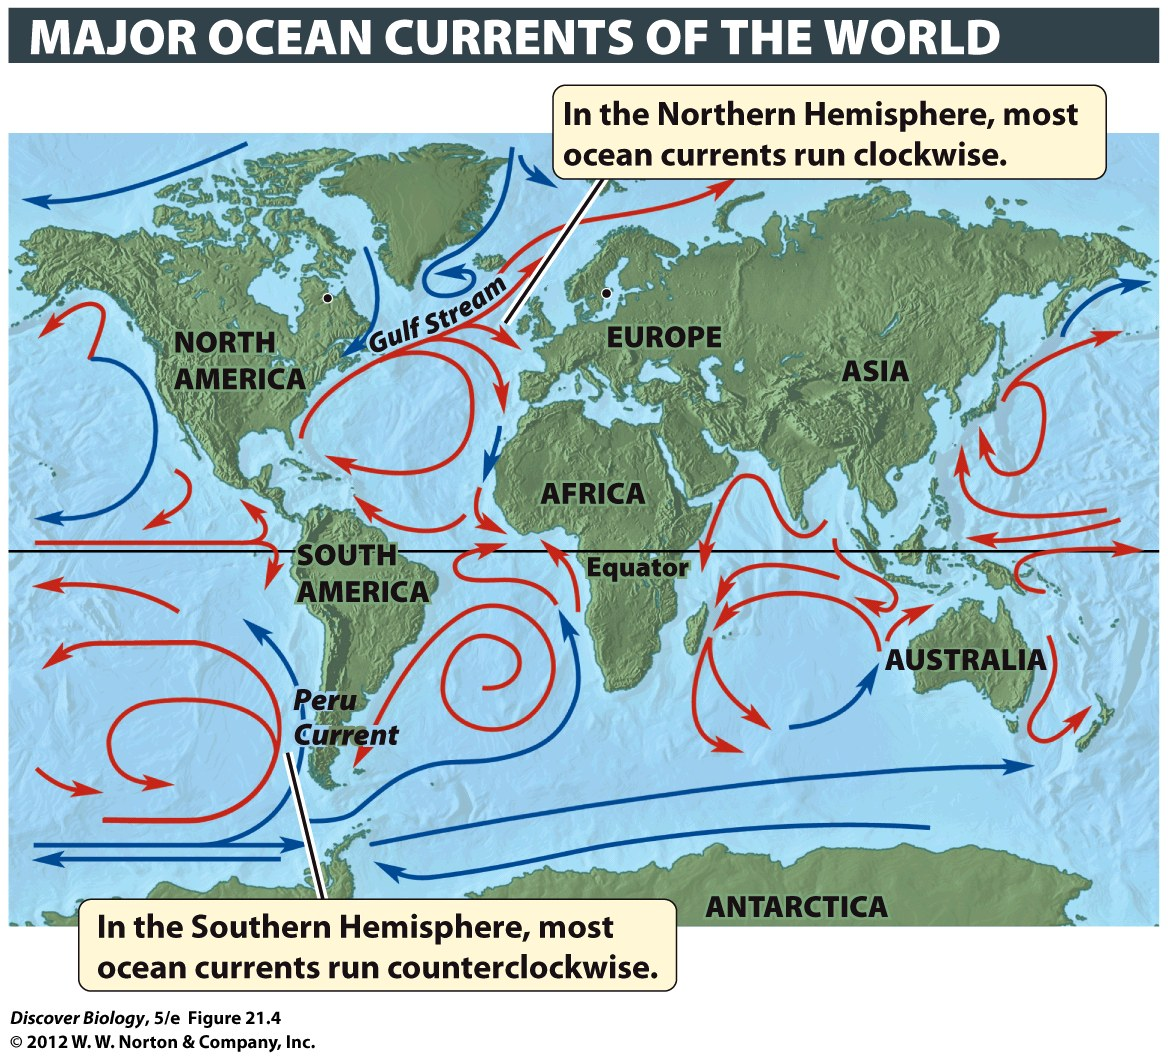 MAJOR OCEAN CURRENTS OF THE WORLD
In the Northern Hemisphere, most
ocean currents run clockwise.
Gulf Stream
NORTH
AMERICA
EUROPE
ASIA
AFRICA
SOUTH
AMERICA
Equator
AUSTRALIA
Peru
Current
ANTARCTICA
In the Southern Hemisphere, most
ocean currents run counterclockwise.
Discover Biology, 5/e Figure 21.4
© 2012 W. W. Norton & Company, Inc.